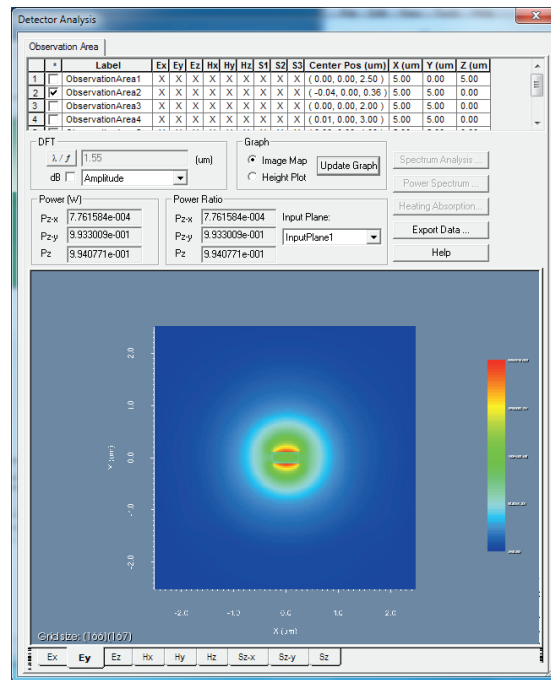 Detector Analysis
Observation Area
* Label Ex Ey Ez Hx Hy Hz S1 S2 S3 Center Pos (um) X (um Y (um Z (um
1 ObservationArea1 X X X X X X X X X ( 0.00, 0.00, 2.50 ) 5.00 0.00 5.00
2 ObservationArea2 X X X X X X X X X ( -0.04, 0.00, 0.36 ) 5.00 5.00 0.00
3 ObservationArea3 X X X X X X X X X ( 0.00, 0.00, 2.00 ) 5.00 5.00 0.00
4 ObservationArea4 X X X X X X X X X ( 0.01, 0.00, 3.00 ) 5.00 5.00 0.00
DFT
λ / f 1.55 (um)
dB Amplitude
Graph
Image Map
Height Plot
Update Graph
Spectrum Analysis ...
Power Spectrum ...
Heating Absorption...
Export Data ...
Help
Power (W)
Pz-x 7.761584e-004
Pz-y 9.933009e-001
Pz 9.940771e-001
Power Ratio
Pz-x 7.761584e-004
Pz-y 9.933009e-001
Pz 9.940771e-001
Input Plane:
InputPlane1
2.0
1.0
0.0
-1.0
-2.0
Y (um)
-2.0 -1.0 0.0 1.0 2.0
X (um)
Grid size: (166)(167)
Ex Ey Ez Hx Hy Hz Sz-x Sz-y Sz